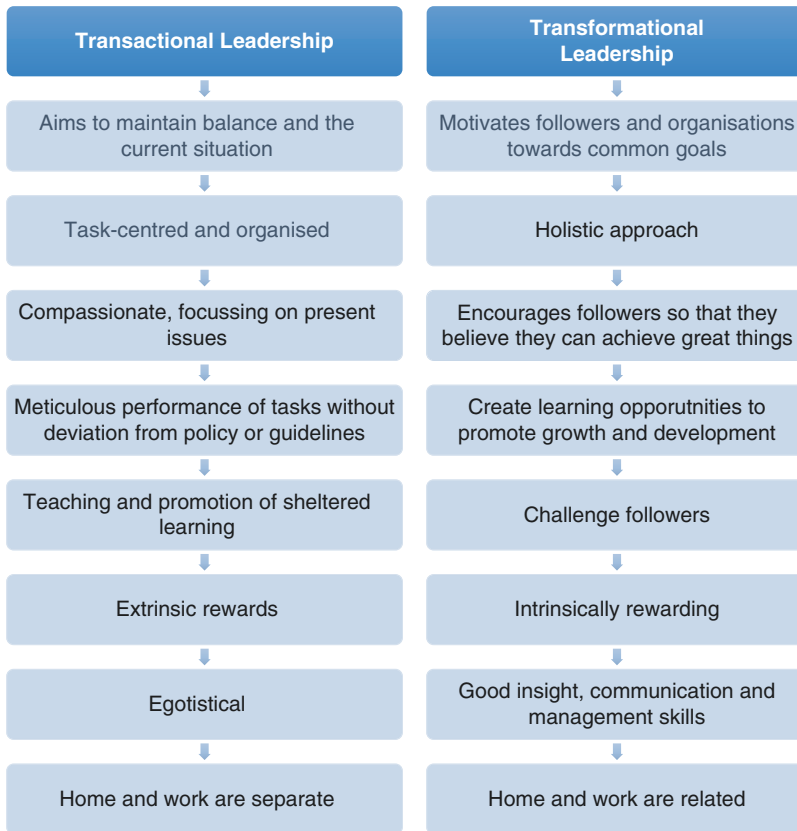 Transactional Leadership
Aims to maintain balance and the
current situation
Task-centred and organised
Compassionate, focussing on present
issues
Meticulous performance of tasks without
deviation from policy or guidelines
Teaching and promotion of sheltered
learning
Extrinsic rewards
Egotistical
Home and work are separate
Transformational
Leadership
Motivates followers and organisations
towards common goals
Holistic approach
Encourages followers so that they
believe they can achieve great things
Create learning opporutnities to
promote growth and development
Challenge followers
Intrinsically rewarding
Good insight, communication and
management skills
Home and work are related